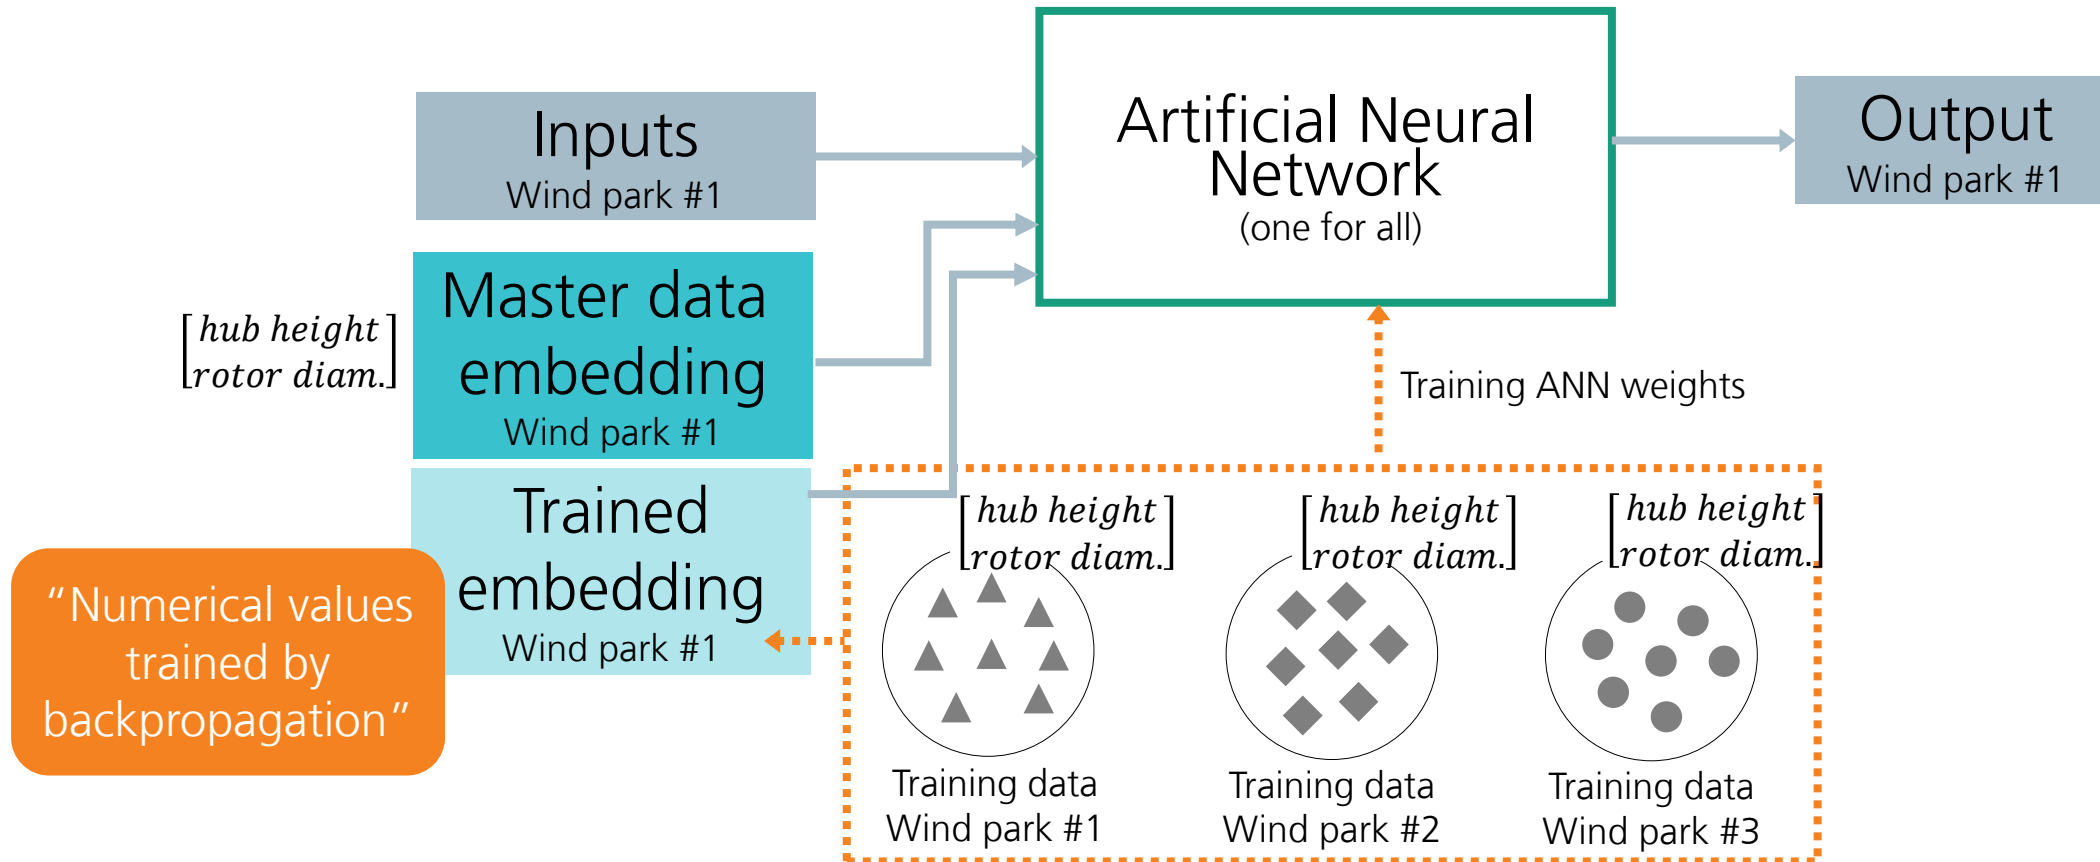 Inputs
Wind park #1
Artificial Neural
Network
(one for all)
Output
Wind park #1
hub height
rotor diam.
Master data
embedding
Wind park #1
Training ANN weights
Trained
embedding
Wind park #1
“Numerical values
trained by
backpropagation”
hub height
rotor diam.
Training data
Wind park #1
hub height
rotor diam.
Training data
Wind park #2
hub height
rotor diam.
Training data
Wind park #3